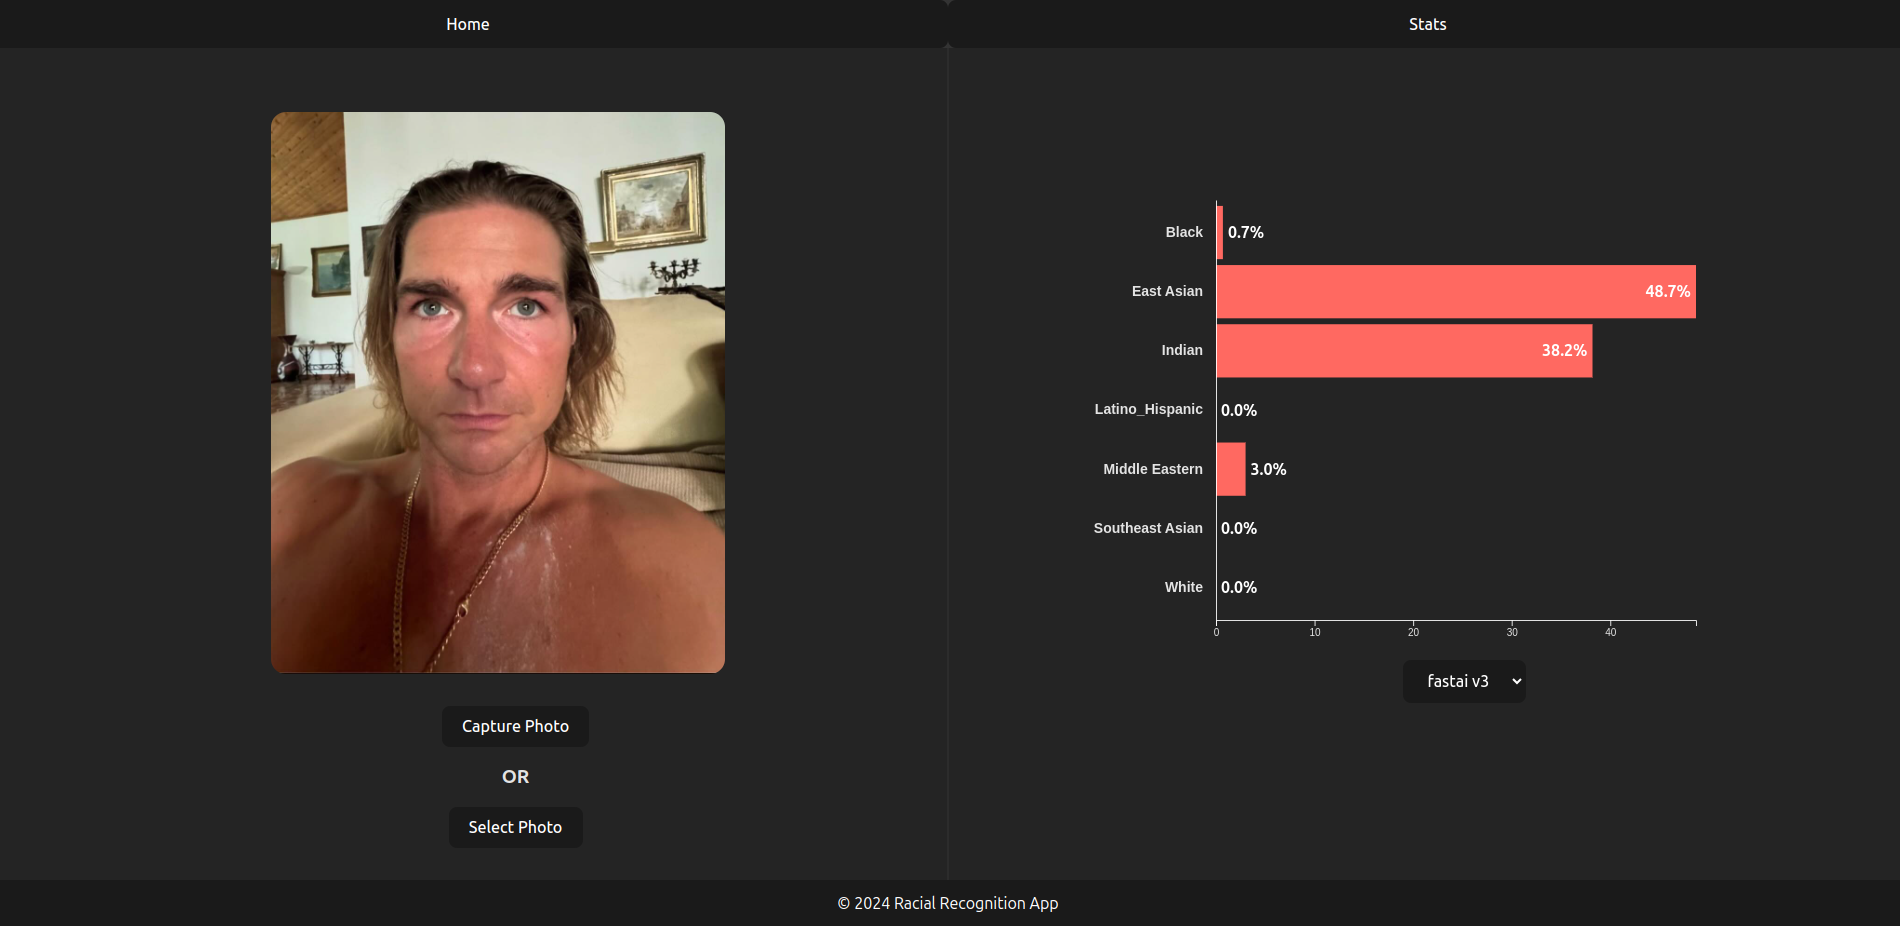 Home
Stats
Capture Photo
OR
Select Photo
Black 0.7%
East Asian 48.7%
Indian 38.2%
Latino_Hispanic 0.0%
Middle Eastern 3.0%
Southeast Asian 0.0%
White 0.0%
0 10 20 30 40
fastai v3
© 2024 Racial Recognition App